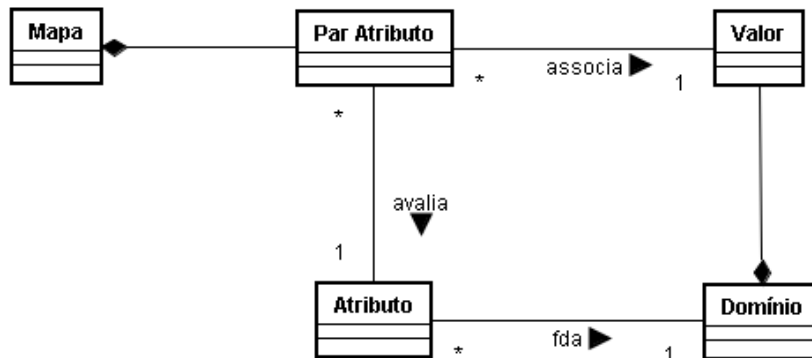 Mapa
Par Atributo
Valor
associa
*
1
*
avalia
1
Atributo
Domínio
fda
*
1